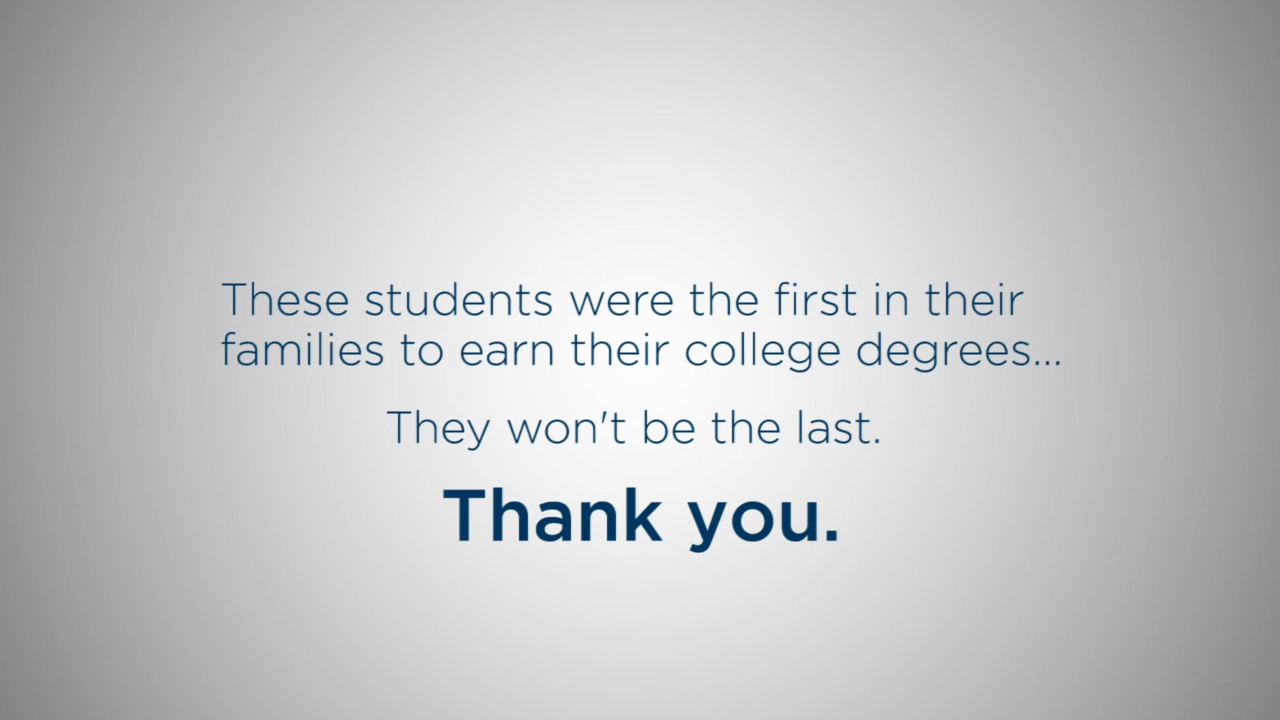 These students were the first in their
families to earn their college degrees...
They won't be the last.
Thank you.